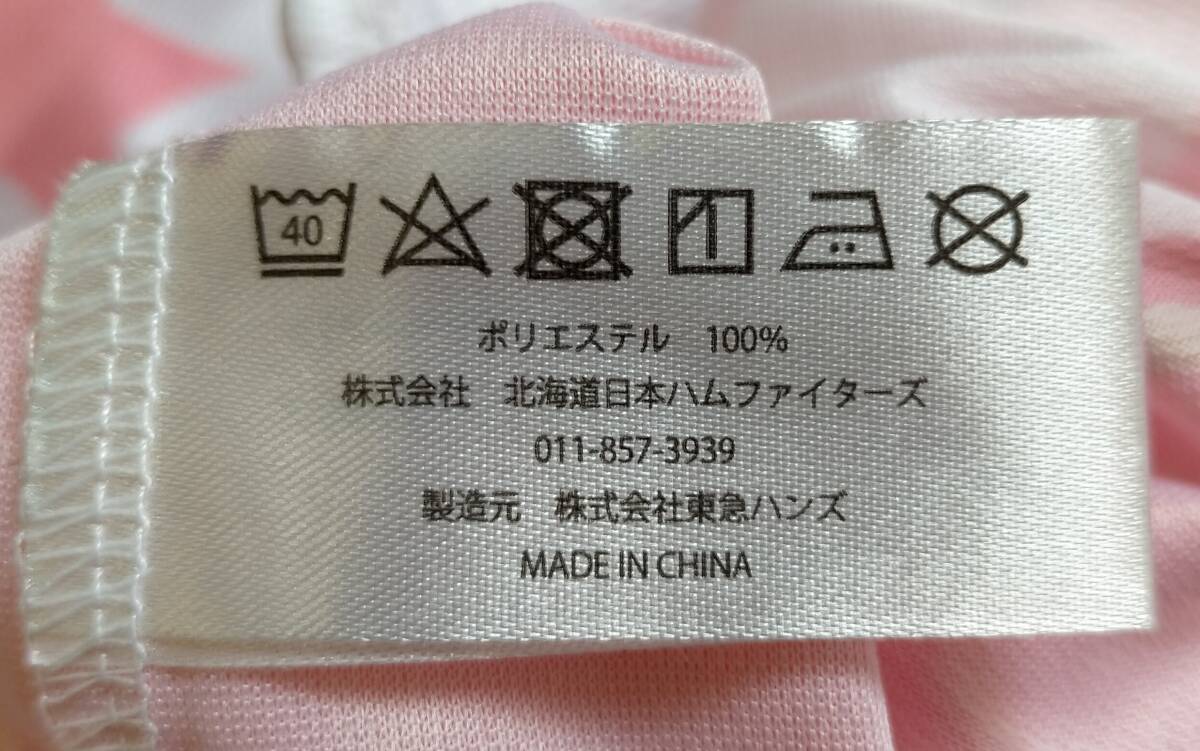 40
ポリエステル 100%
株式会社 北海道日本ハムファイターズ
011-857-3939
製造元 株式会社東急ハンズ
MADE IN CHINA